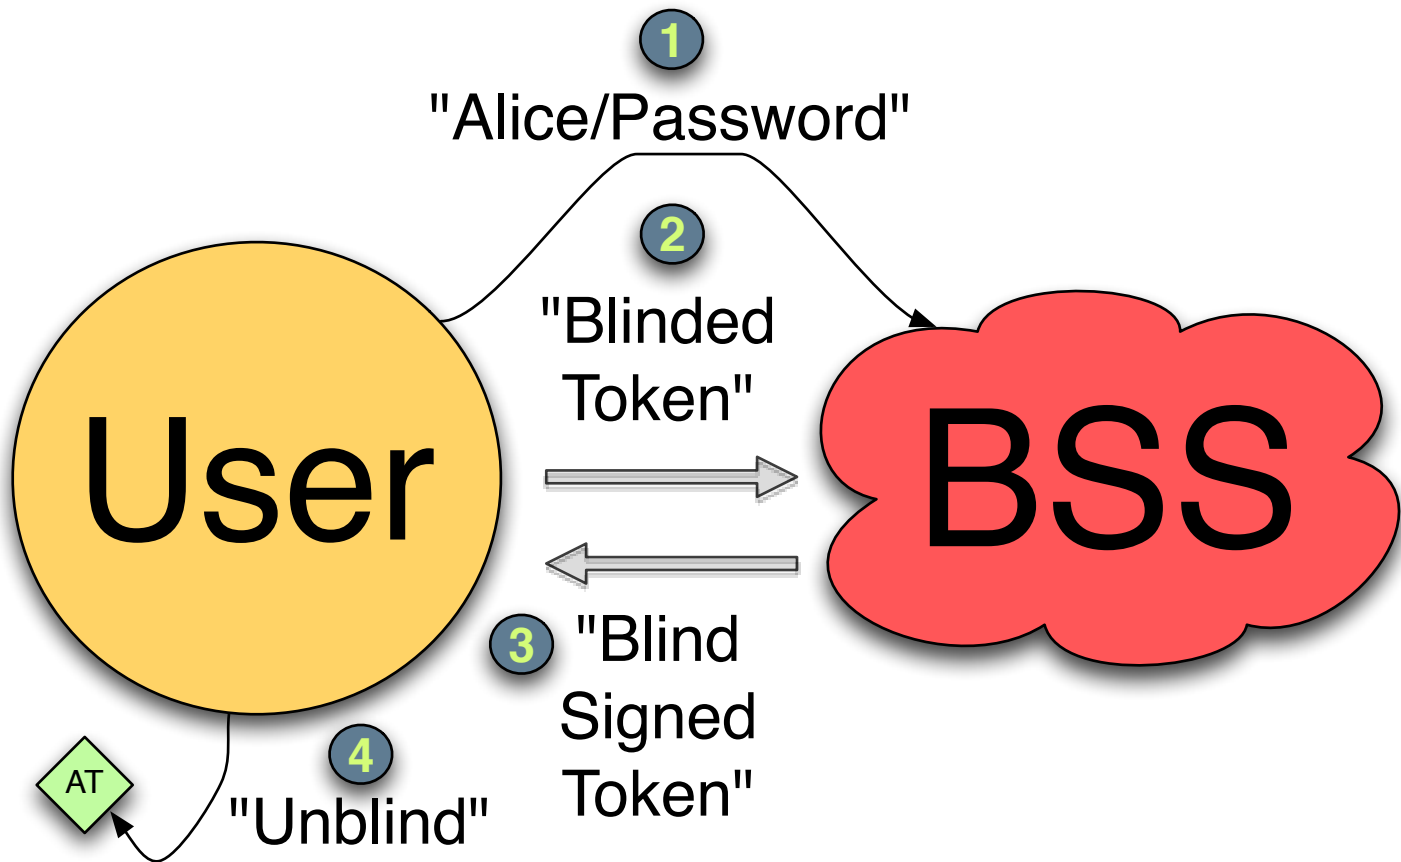 1
"Alice/Password"
2
"Blinded
Token"
User
BSS
3
"Blind
Signed
Token"
4
"Unblind"
AT